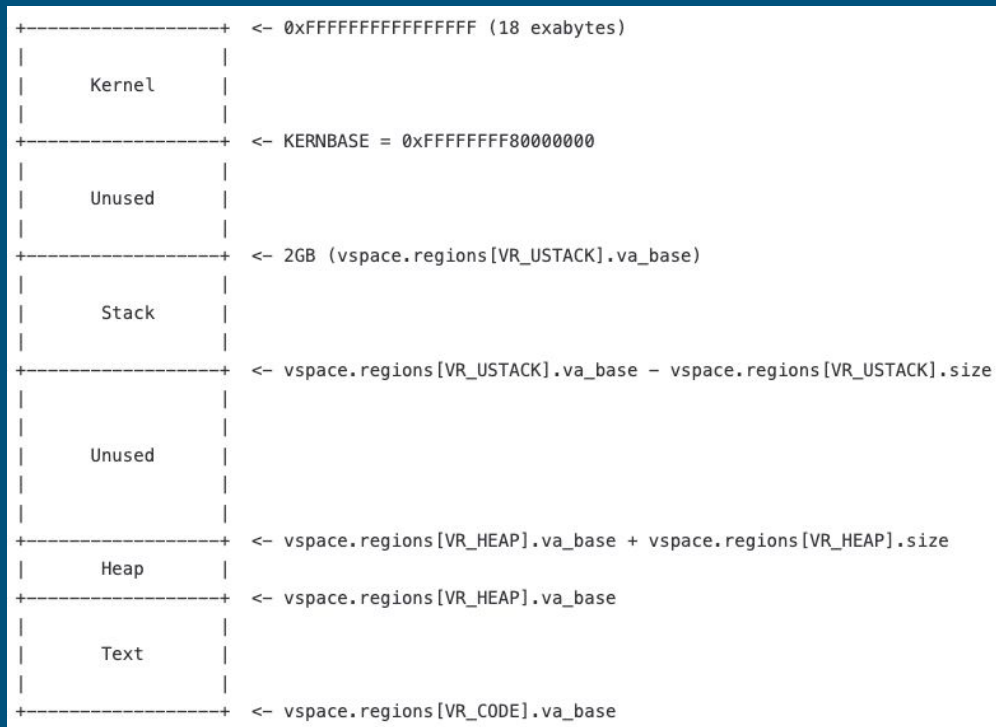 +------------------+ <- 0xFFFFFFFFFFFFFFFF (18 exabytes)
| |
| Kernel |
| |
+------------------+ <- KERNBASE = 0xFFFFFFFF80000000
| |
| Unused |
| |
+------------------+ <- 2GB (vspace.regions[VR_USTACK].va_base)
| |
| Stack |
| |
+------------------+ <- vspace.regions[VR_USTACK].va_base - vspace.regions[VR_USTACK].size
| |
| |
| Unused |
| |
| |
+------------------+ <- vspace.regions[VR_HEAP].va_base + vspace.regions[VR_HEAP].size
| Heap |
+------------------+ <- vspace.regions[VR_HEAP].va_base
| |
| Text |
| |
+------------------+ <- vspace.regions[VR_CODE].va_base